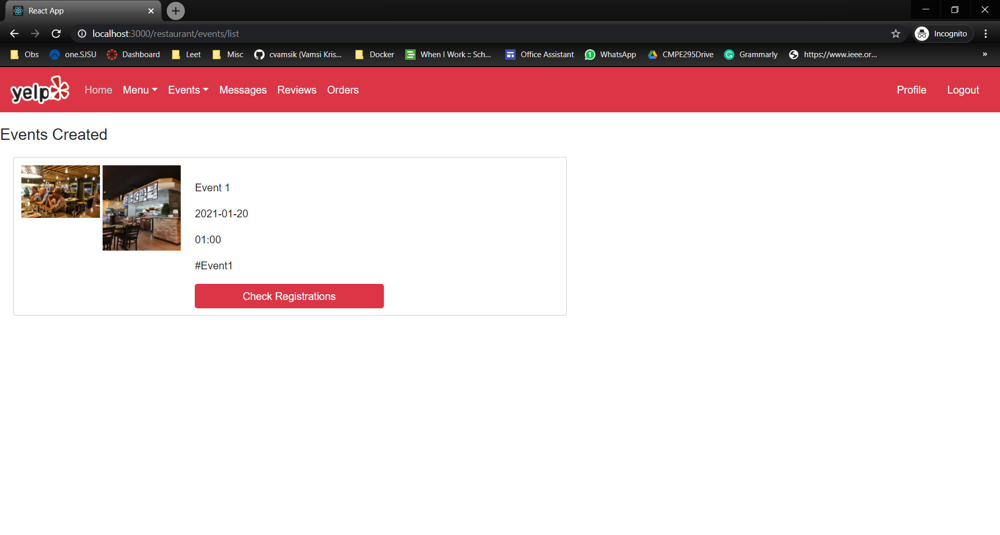 React App
localhost:3000/restaurant/events/list
Incognito
Obs one.SJSU Dashboard Leet Misc cvamsik (Vamsi Kris... Docker When I Work :: Sch... Office Assistant WhatsApp CMPE295Drive Grammarly https://www.ieee.or... »
yelp Home Menu Events Messages Reviews Orders Profile Logout
Events Created
Event 1
2021-01-20
01:00
#Event1
Check Registrations